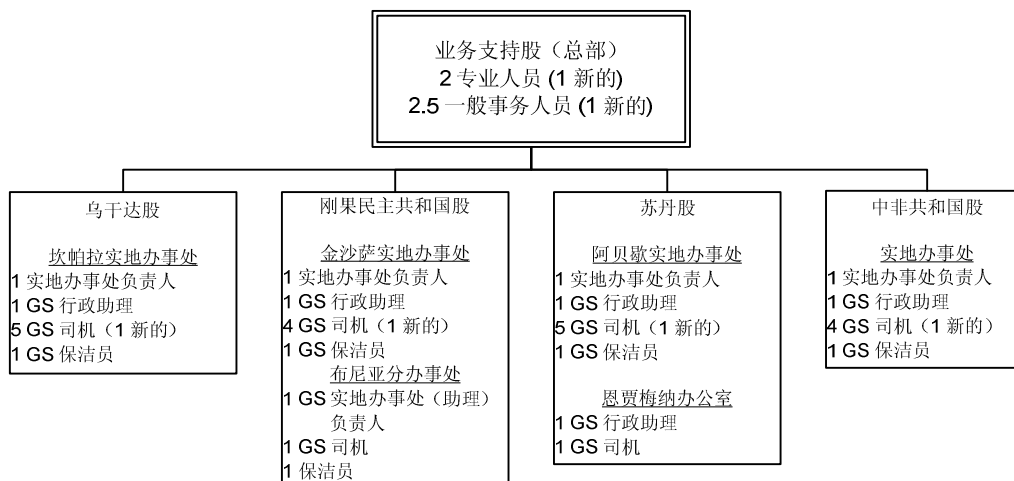 业务支持股（总部）
2 专业人员 (1 新的)
2.5 一般事务人员 (1 新的)
乌干达股
坎帕拉实地办事处
1 实地办事处负责人
1 GS 行政助理
5 GS 司机（1 新的）
1 GS 保洁员
刚果民主共和国股
金沙萨实地办事处
1 实地办事处负责人
1 GS 行政助理
4 GS 司机（1 新的）
1 GS 保洁员
布尼亚分办事处
1 GS 实地办事处（助理）
负责人
1 GS 司机
1 保洁员
苏丹股
阿贝歇实地办事处
1 实地办事处负责人
1 GS 行政助理
5 GS 司机（1 新的）
1 GS 保洁员
恩贾梅纳办公室
1 GS 行政助理
1 GS 司机
中非共和国股
实地办事处
1 实地办事处负责人
1 GS 行政助理
4 GS 司机（1 新的）
1 GS 保洁员